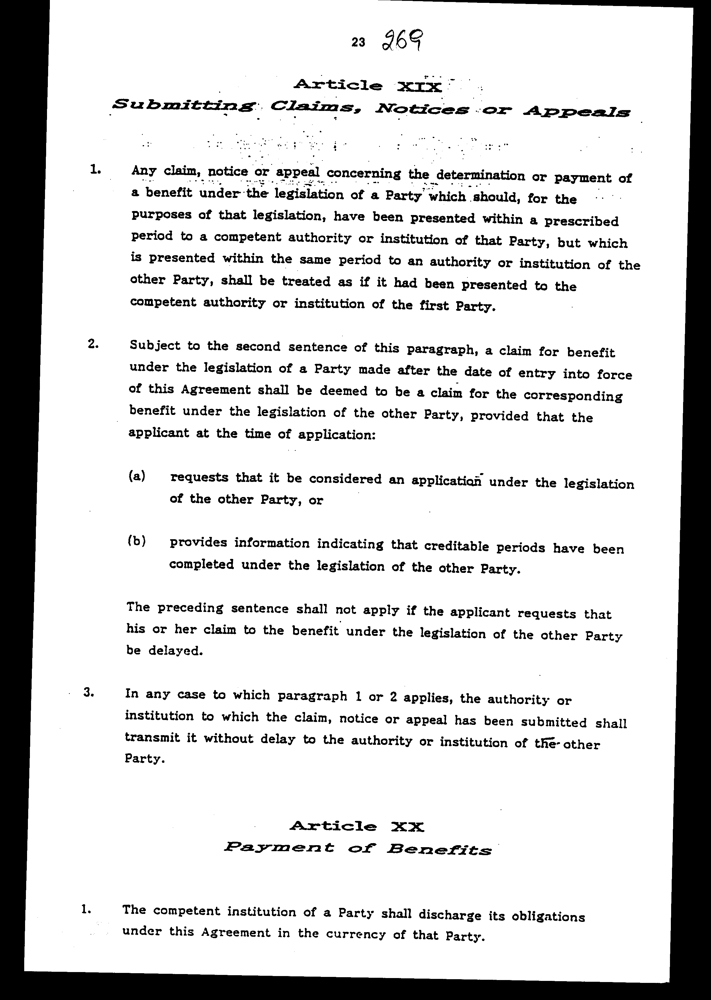 23 269
Article XIX
Submitting Claims, Notices or Appeals
1. Any claim, notice or appeal concerning the determination or payment of
a benefit under the legislation of a Party which should, for the
purposes of that legislation, have been presented within a prescribed
period to a competent authority or institution of that Party, but which
is presented within the same period to an authority or institution of the
other Party, shall be treated as if it had been presented to the
competent authority or institution of the first Party.
2. Subject to the second sentence of this paragraph, a claim for benefit
under the legislation of a Party made after the date of entry into force
of this Agreement shall be deemed to be a claim for the corresponding
benefit under the legislation of the other Party, provided that the
applicant at the time of application:
(a) requests that it be considered an application under the legislation
of the other Party, or
(b) provides information indicating that creditable periods have been
completed under the legislation of the other Party.
The preceding sentence shall not apply if the applicant requests that
his or her claim to the benefit under the legislation of the other Party
be delayed.
3. In any case to which paragraph 1 or 2 applies, the authority or
institution to which the claim, notice or appeal has been submitted shall
transmit it without delay to the authority or institution of the other
Party.
Article XX
Payment of Benefits
1. The competent institution of a Party shall discharge its obligations
under this Agreement in the currency of that Party.